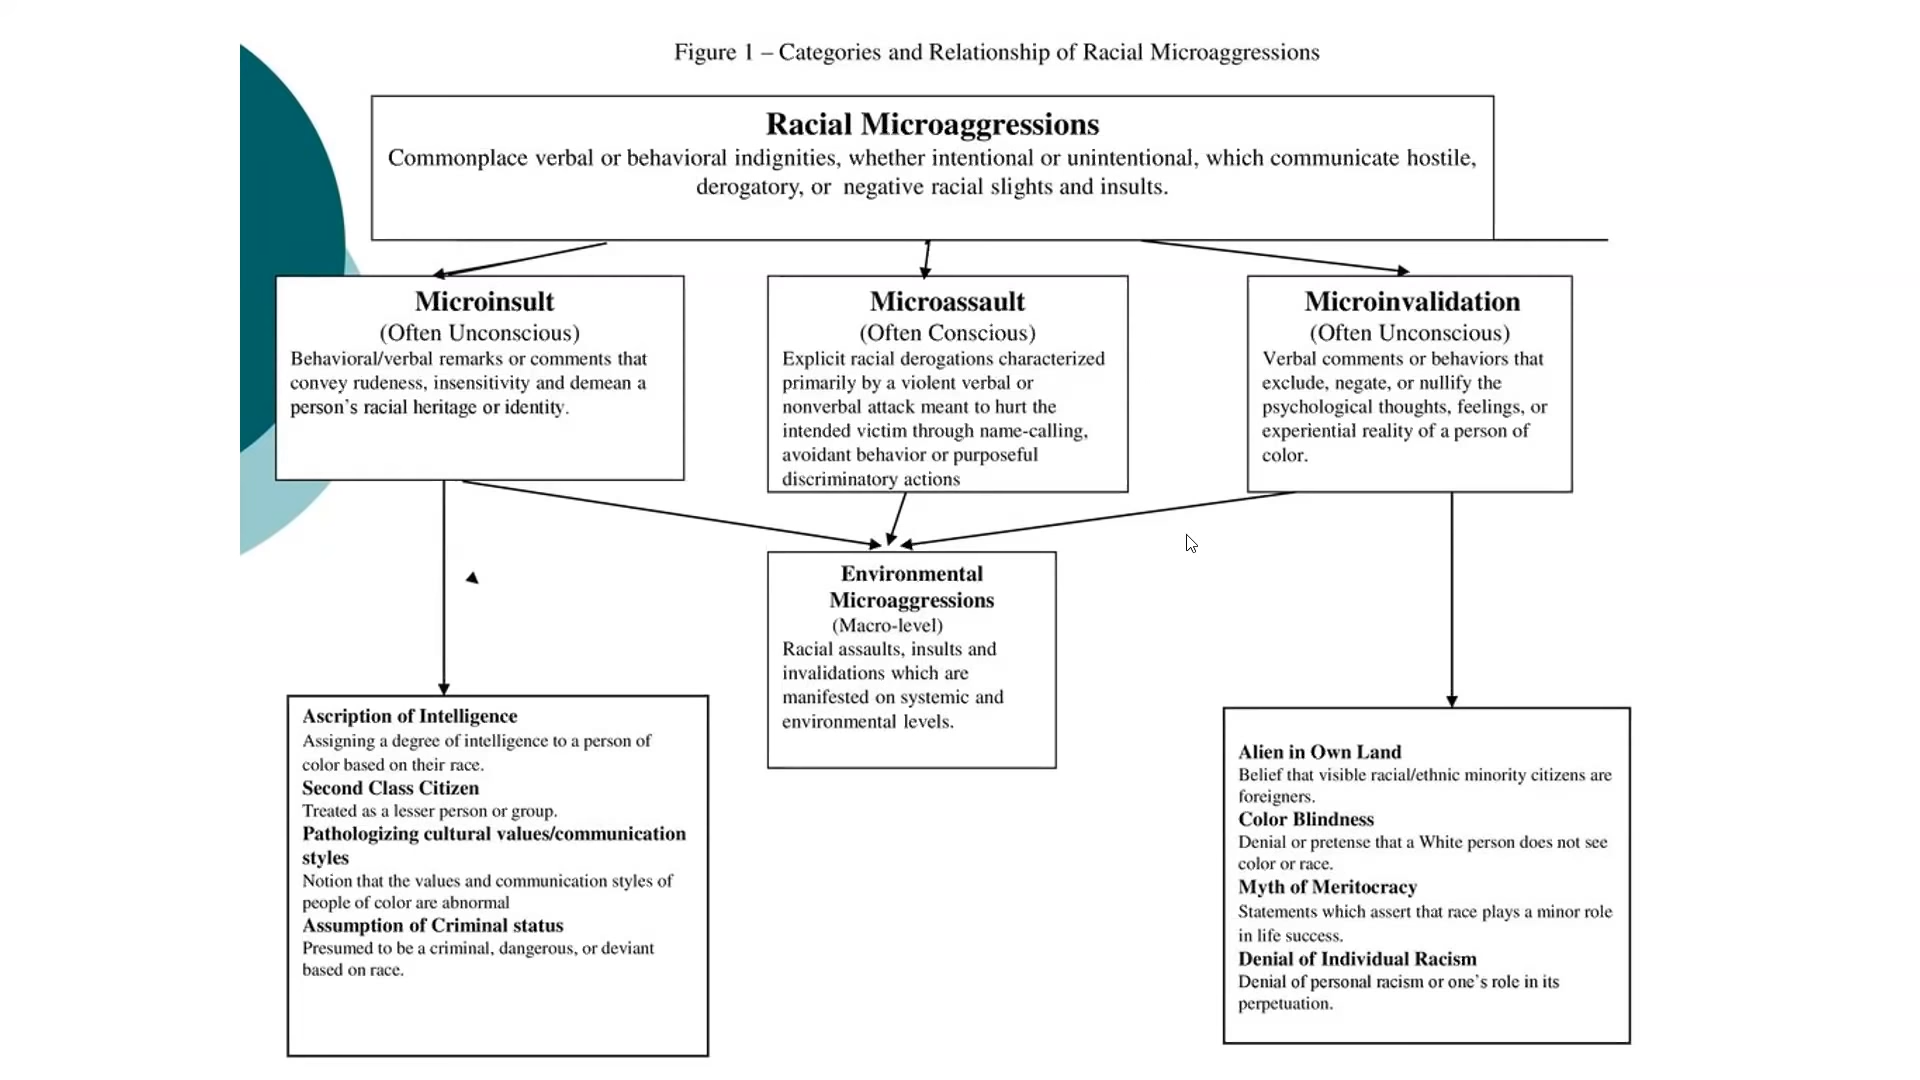 Figure 1 – Categories and Relationship of Racial Microaggressions
Racial Microaggressions
Commonplace verbal or behavioral indignities, whether intentional or unintentional, which communicate hostile,
derogatory, or negative racial slights and insults.
Microinsult
(Often Unconscious)
Behavioral/verbal remarks or comments that
convey rudeness, insensitivity and demean a
person’s racial heritage or identity.
Microassault
(Often Conscious)
Explicit racial derogations characterized
primarily by a violent verbal or
nonverbal attack meant to hurt the
intended victim through name-calling,
avoidant behavior or purposeful
discriminatory actions
Microinvalidation
(Often Unconscious)
Verbal comments or behaviors that
exclude, negate, or nullify the
psychological thoughts, feelings, or
experiential reality of a person of
color.
Environmental
Microaggressions
(Macro-level)
Racial assaults, insults and
invalidations which are
manifested on systemic and
environmental levels.
Ascription of Intelligence
Assigning a degree of intelligence to a person of
color based on their race.
Second Class Citizen
Treated as a lesser person or group.
Pathologizing cultural values/communication
styles
Notion that the values and communication styles of
people of color are abnormal
Assumption of Criminal status
Presumed to be a criminal, dangerous, or deviant
based on race.
Alien in Own Land
Belief that visible racial/ethnic minority citizens are
foreigners.
Color Blindness
Denial or pretense that a White person does not see
color or race.
Myth of Meritocracy
Statements which assert that race plays a minor role
in life success.
Denial of Individual Racism
Denial of personal racism or one’s role in its
perpetuation.